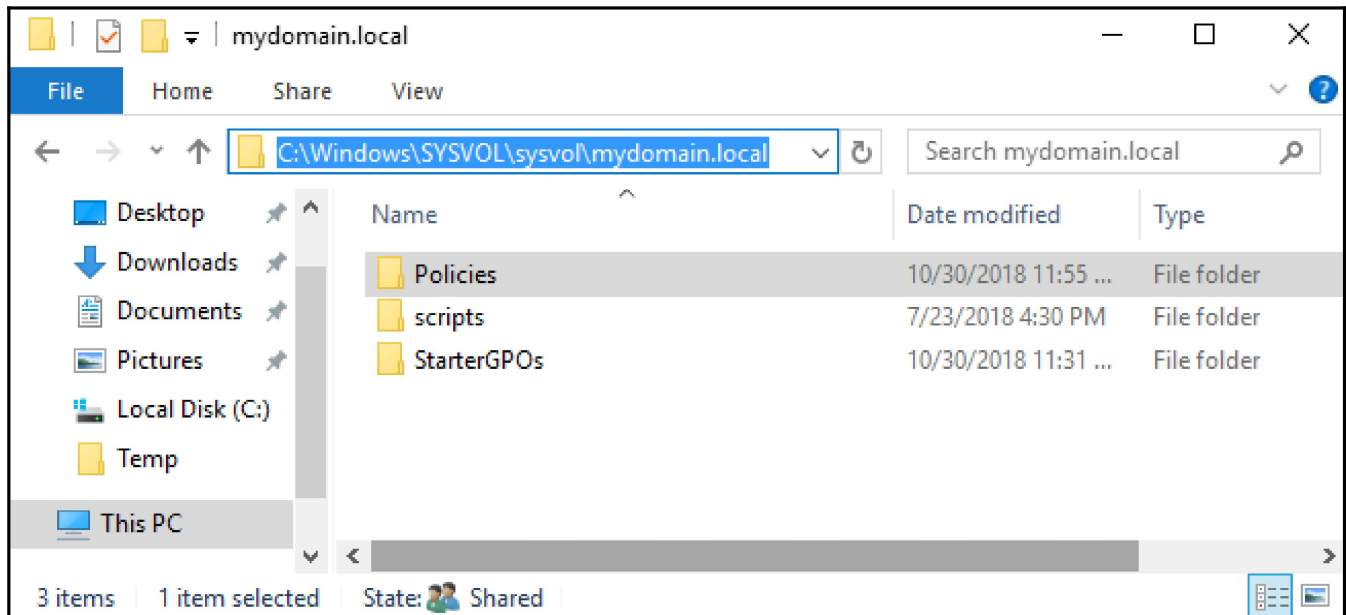 mydomain.local
File Home Share View
C:\Windows\SYSVOL\sysvol\mydomain.local Search mydomain.local
Desktop
Downloads
Documents
Pictures
Local Disk (C:)
Temp
This PC
Name Date modified Type
Policies 10/30/2018 11:55 ... File folder
scripts 7/23/2018 4:30 PM File folder
StarterGPOs 10/30/2018 11:31 ... File folder
3 items 1 item selected State: Shared